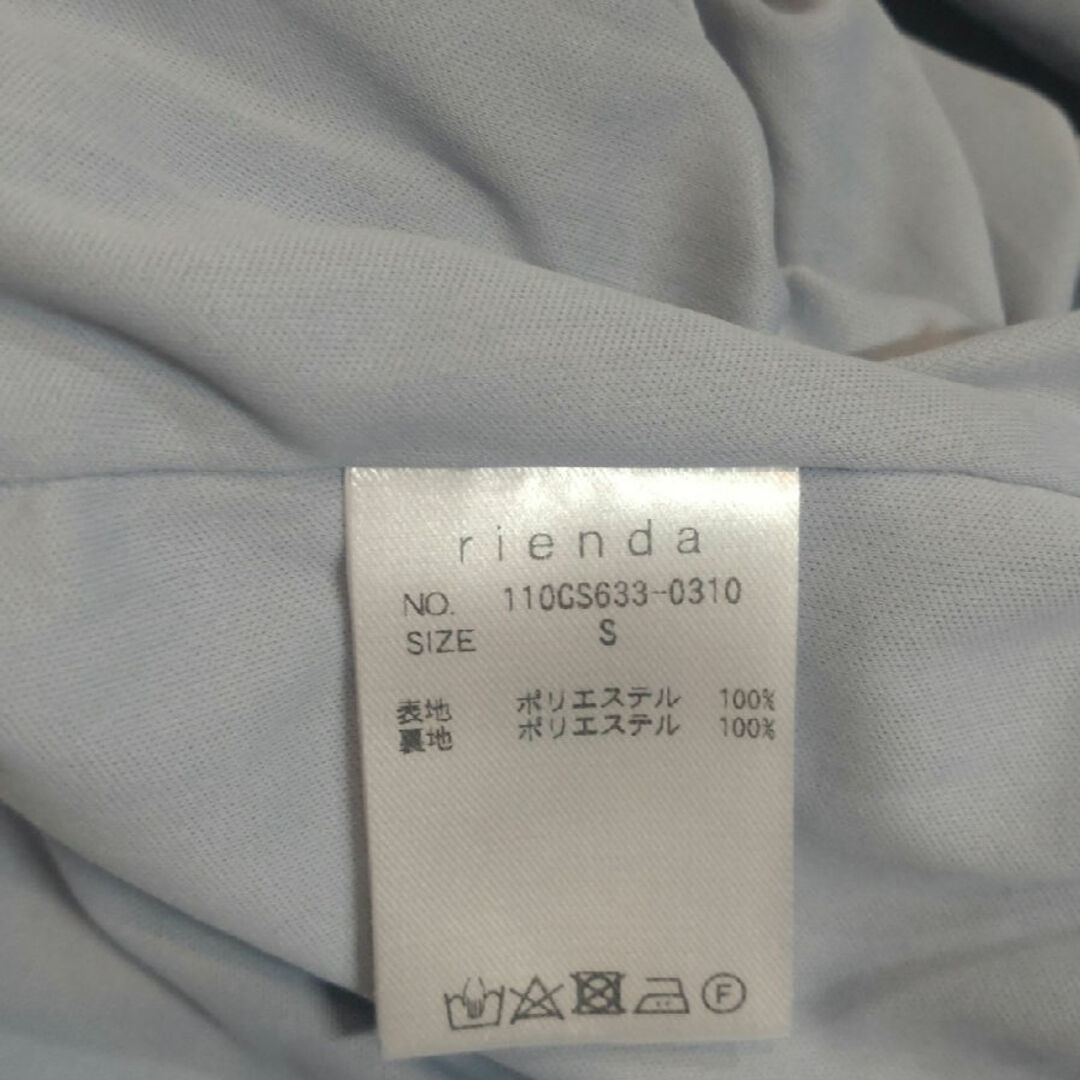 rienda
NO. 110GS633-0310
SIZE S
表地 ポリエステル 100%
裏地 ポリエステル 100%
F